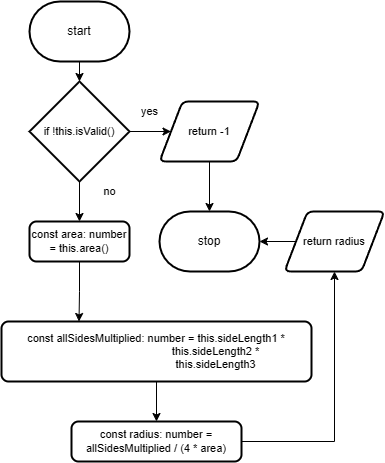 start
if !this.isValid()
yes
return -1
no
const area: number
= this.area()
stop
return radius
const allSidesMultiplied: number = this.sideLength1 *
this.sideLength2 *
this.sideLength3
const radius: number =
allSidesMultiplied / (4 * area)